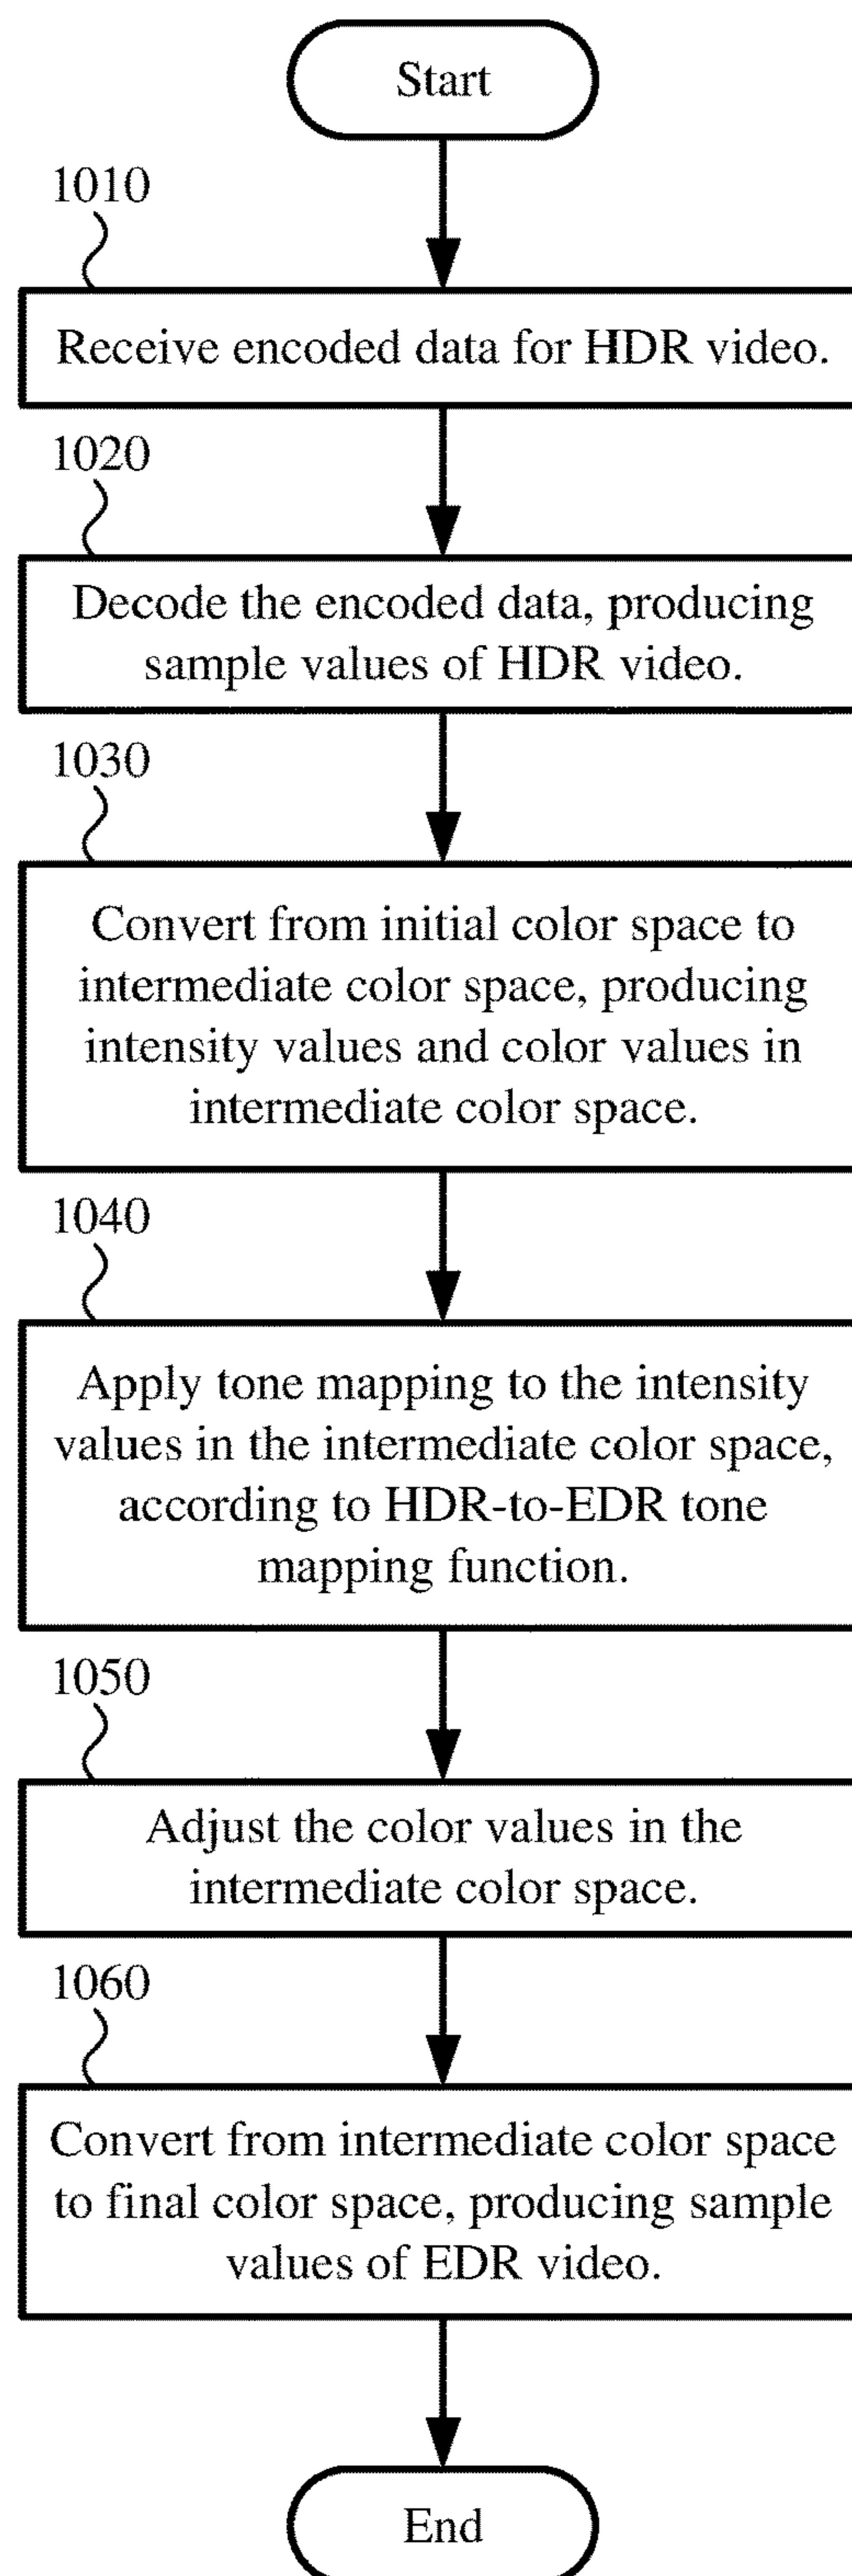 Start
1010
Receive encoded data for HDR video.
1020
Decode the encoded data, producing
sample values of HDR video.
1030
Convert from initial color space to
intermediate color space, producing
intensity values and color values in
intermediate color space.
1040
Apply tone mapping to the intensity
values in the intermediate color space,
according to HDR-to-EDR tone
mapping function.
1050
Adjust the color values in the
intermediate color space.
1060
Convert from intermediate color space
to final color space, producing sample
values of EDR video.
End